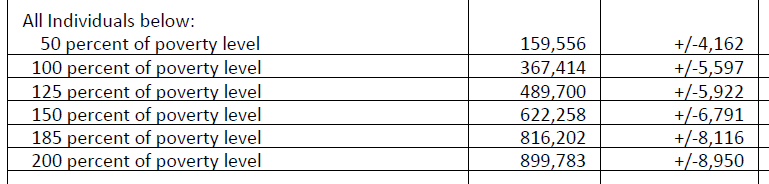 All Individuals below:
50 percent of poverty level 159,556 +/-4,162
100 percent of poverty level 367,414 +/-5,597
125 percent of poverty level 489,700 +/-5,922
150 percent of poverty level 622,258 +/-6,791
185 percent of poverty level 816,202 +/-8,116
200 percent of poverty level 899,783 +/-8,950